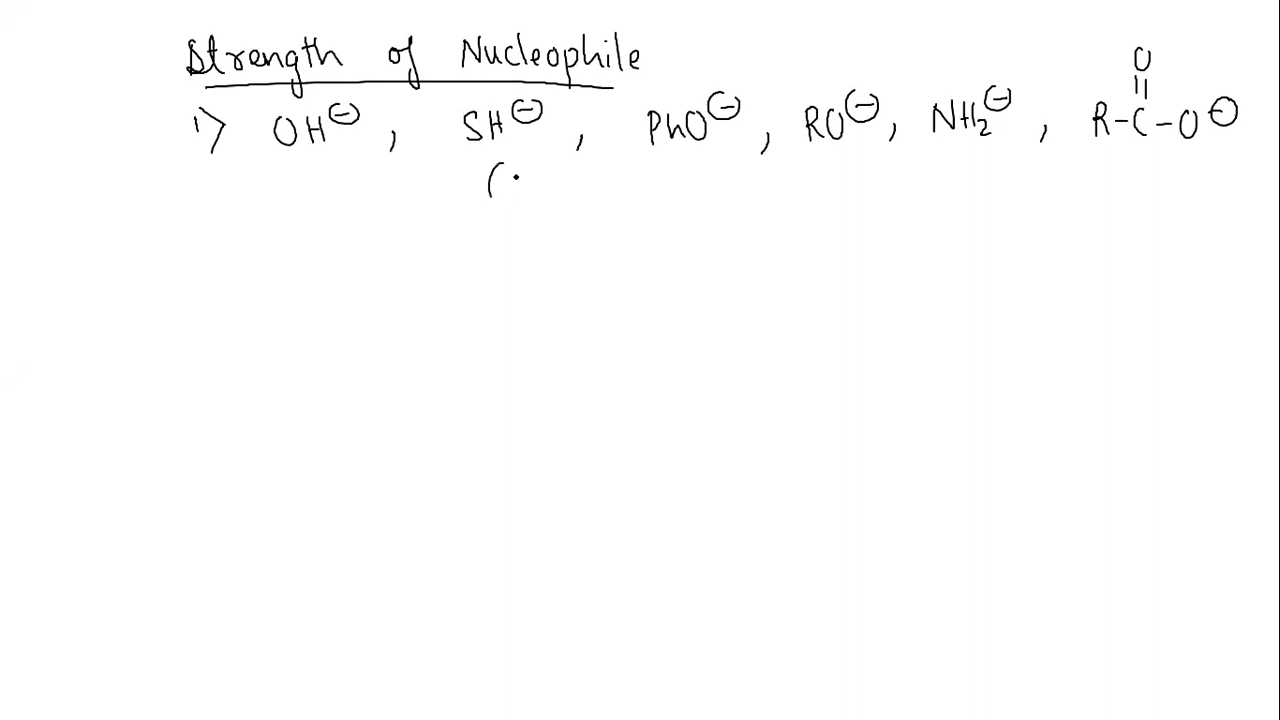 Strength of Nucleophile
1> OH⊖, SH⊖, PhO⊖, RO⊖, NH₂⊖, R-C-O⊖
O
(.